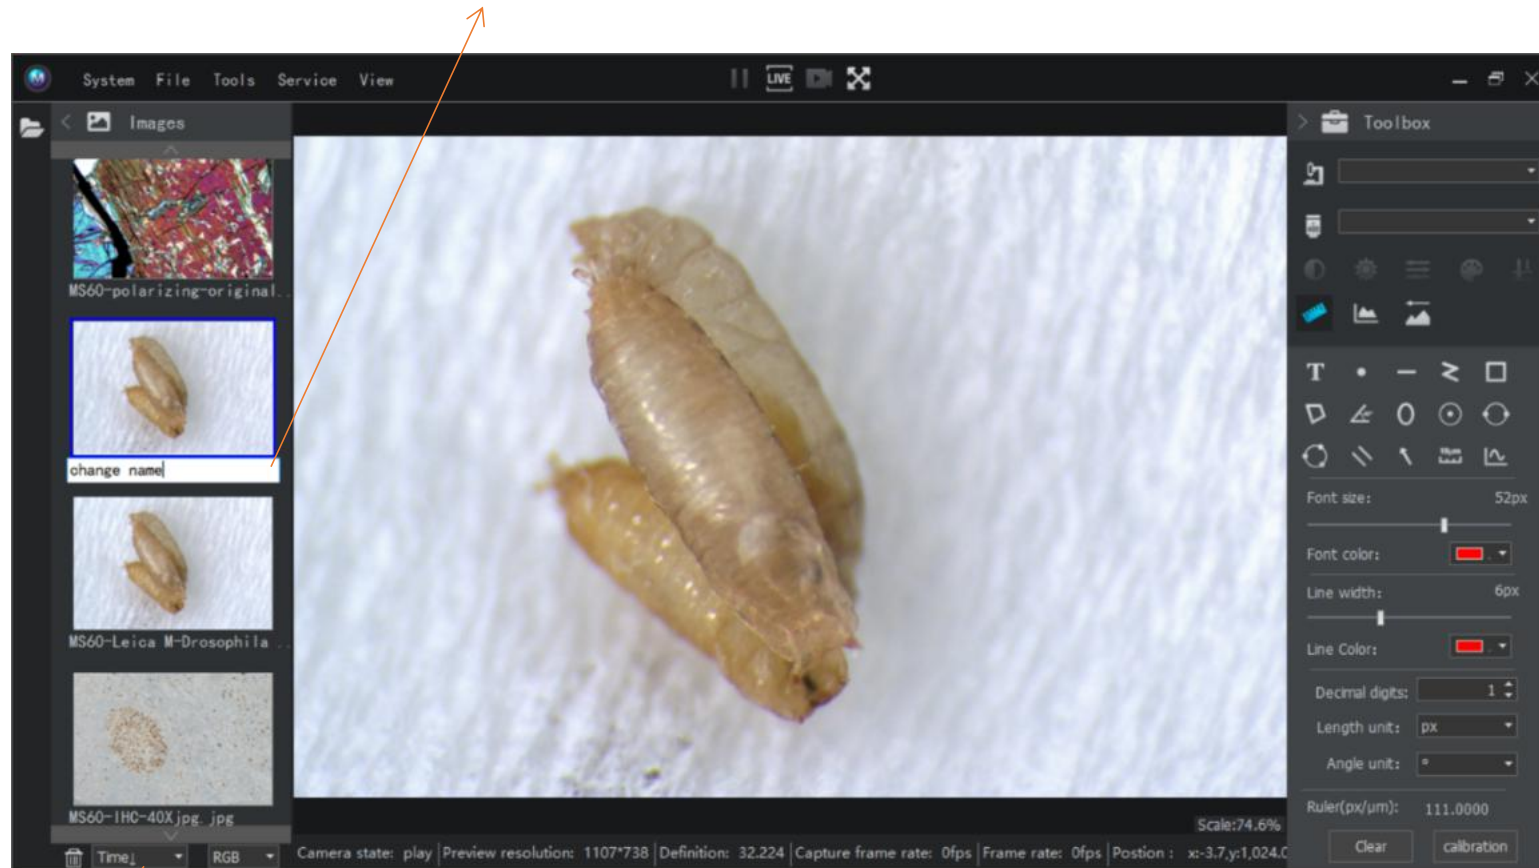 System File Tools Service View
LIVE
Images
Toolbox
MS60-polarizing-original..
change name
MS60-Leica M-Drosophila ..
MS60-IHC-40Xjpg.jpg
T
Font size: 52px
Font color:
Line width: 6px
Line Color:
Decimal digits: 1
Length unit: px
Angle unit: °
Ruler(px/μm): 111.0000
Clear calibration
Scale:74.6%
Time↓ RGB Camera state: play Preview resolution: 1107*738 Definition: 32.224 Capture frame rate: 0fps Frame rate: 0fps Postion : x:-3.7,y:1,024.0